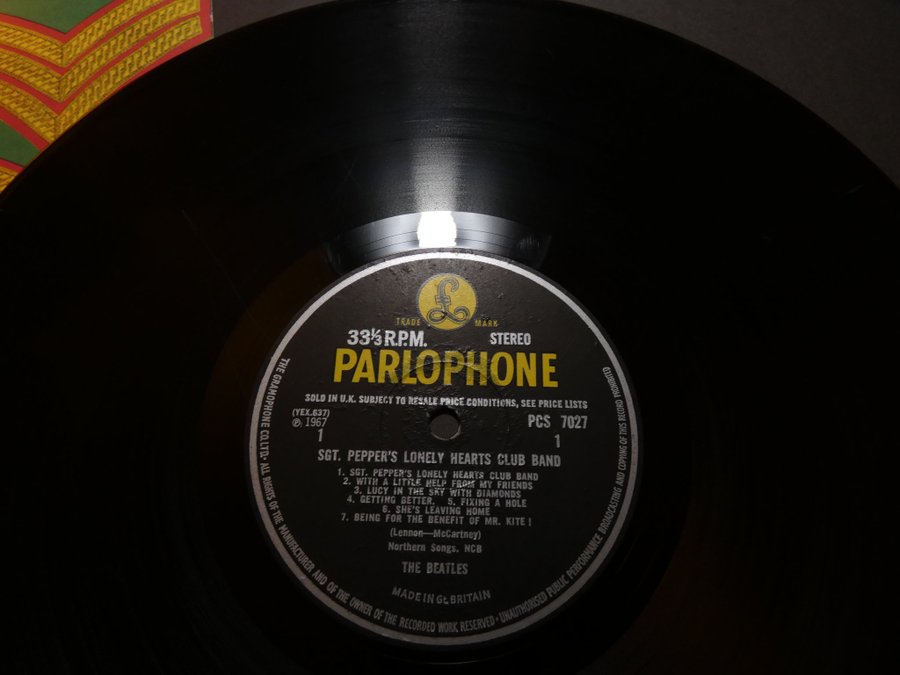 £
TRADE MARK
33⅓ R.P.M. STEREO
PARLOPHONE
SOLD IN U.K. SUBJECT TO RESALE PRICE CONDITIONS, SEE PRICE LISTS
(YEX.637) PCS 7027
℗ 1967
1 1
SGT. PEPPER'S LONELY HEARTS CLUB BAND
1. SGT. PEPPER'S LONELY HEARTS CLUB BAND
2. WITH A LITTLE HELP FROM MY FRIENDS
3. LUCY IN THE SKY WITH DIAMONDS
4. GETTING BETTER. 5. FIXING A HOLE
6. SHE'S LEAVING HOME
7. BEING FOR THE BENEFIT OF MR. KITE!
(Lennon—McCartney)
Northern Songs, NCB
THE BEATLES
MADE IN GT. BRITAIN
THE GRAMOPHONE CO. LTD. · ALL RIGHTS OF THE MANUFACTURER AND OF THE OWNER OF THE RECORDED WORK RESERVED · UNAUTHORISED PUBLIC PERFORMANCE BROADCASTING AND COPYING OF THIS RECORD PROHIBITED